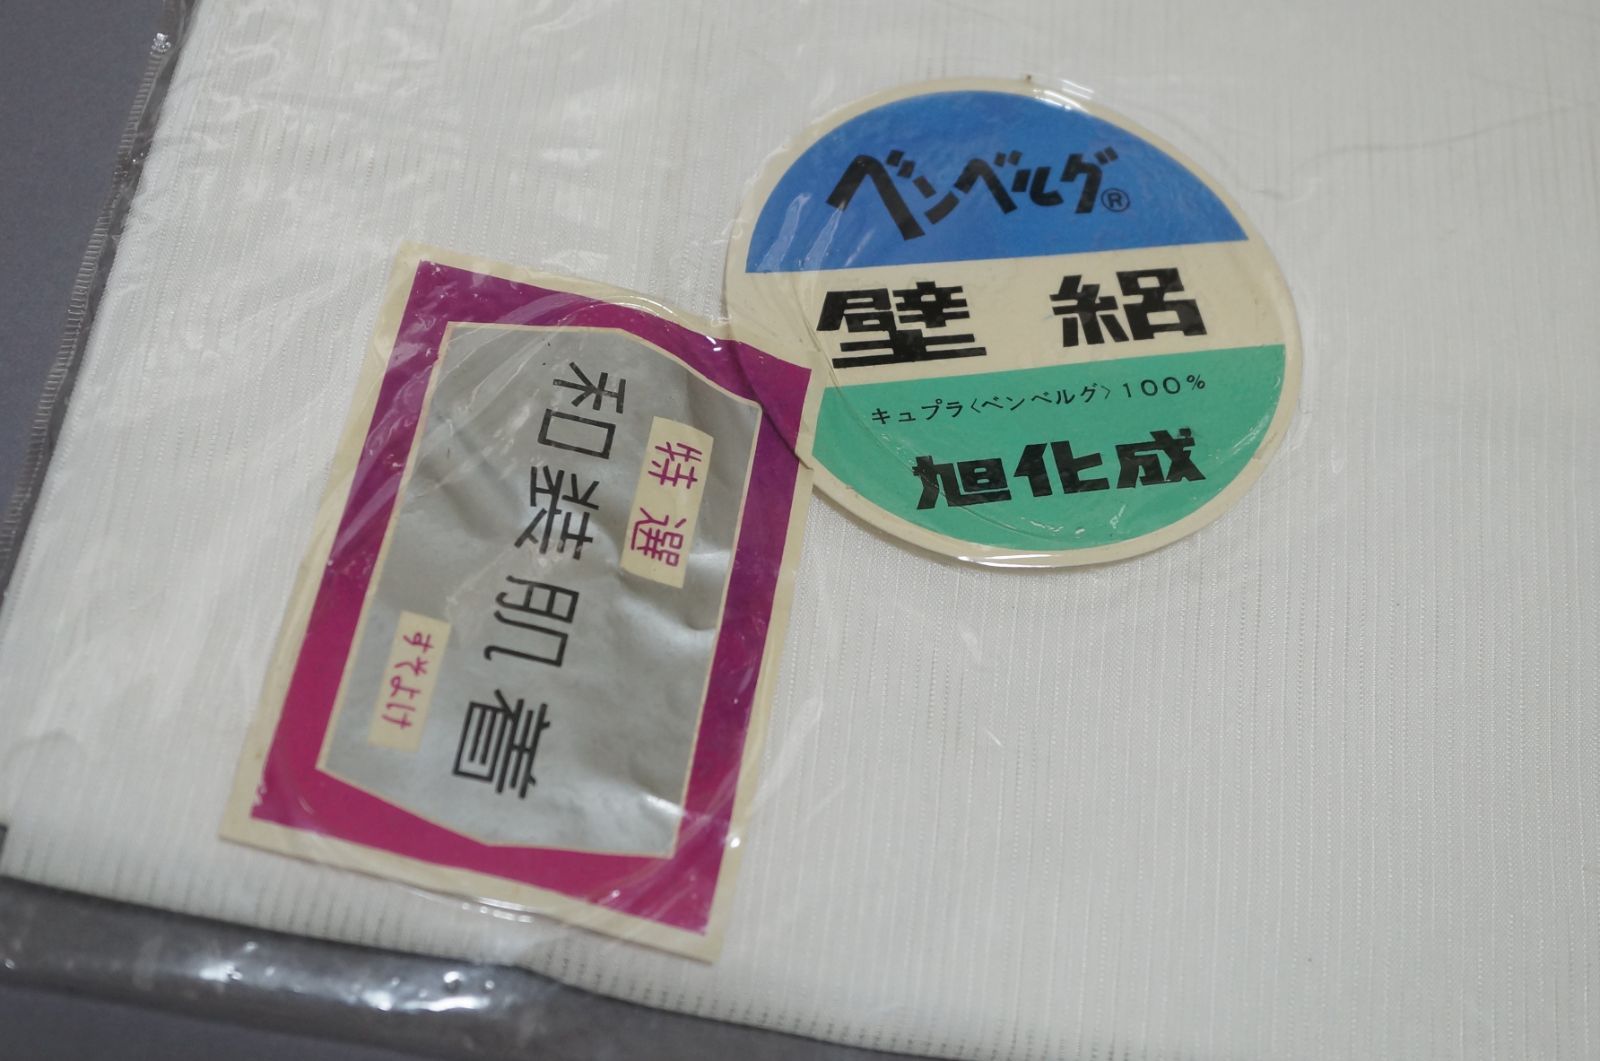 ベンベルグ®
壁絽
キュプラ〈ベンベルグ〉100%
旭化成
特選
和装肌着
すそよけ